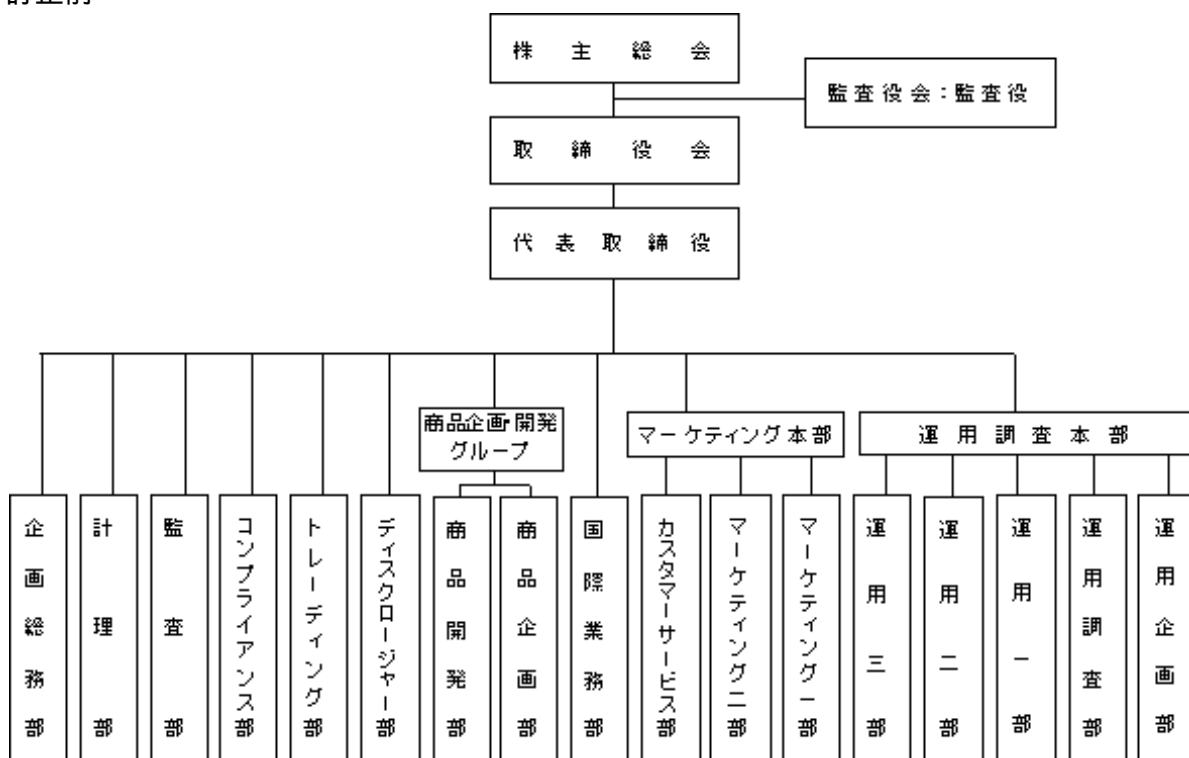 株主総会
監査役会：監査役
取締役会
代表取締役
商品企画・開発
グループ
マーケティング本部
運用調査本部
企画総務部
計理部
監査部
コンプライアンス部
トレーディング部
ディスクロージャー部
商品開発部
商品企画部
国際業務部
カスタマーサービス部
マーケティング二部
マーケティング一部
運用三部
運用二部
運用一部
運用調査部
運用企画部